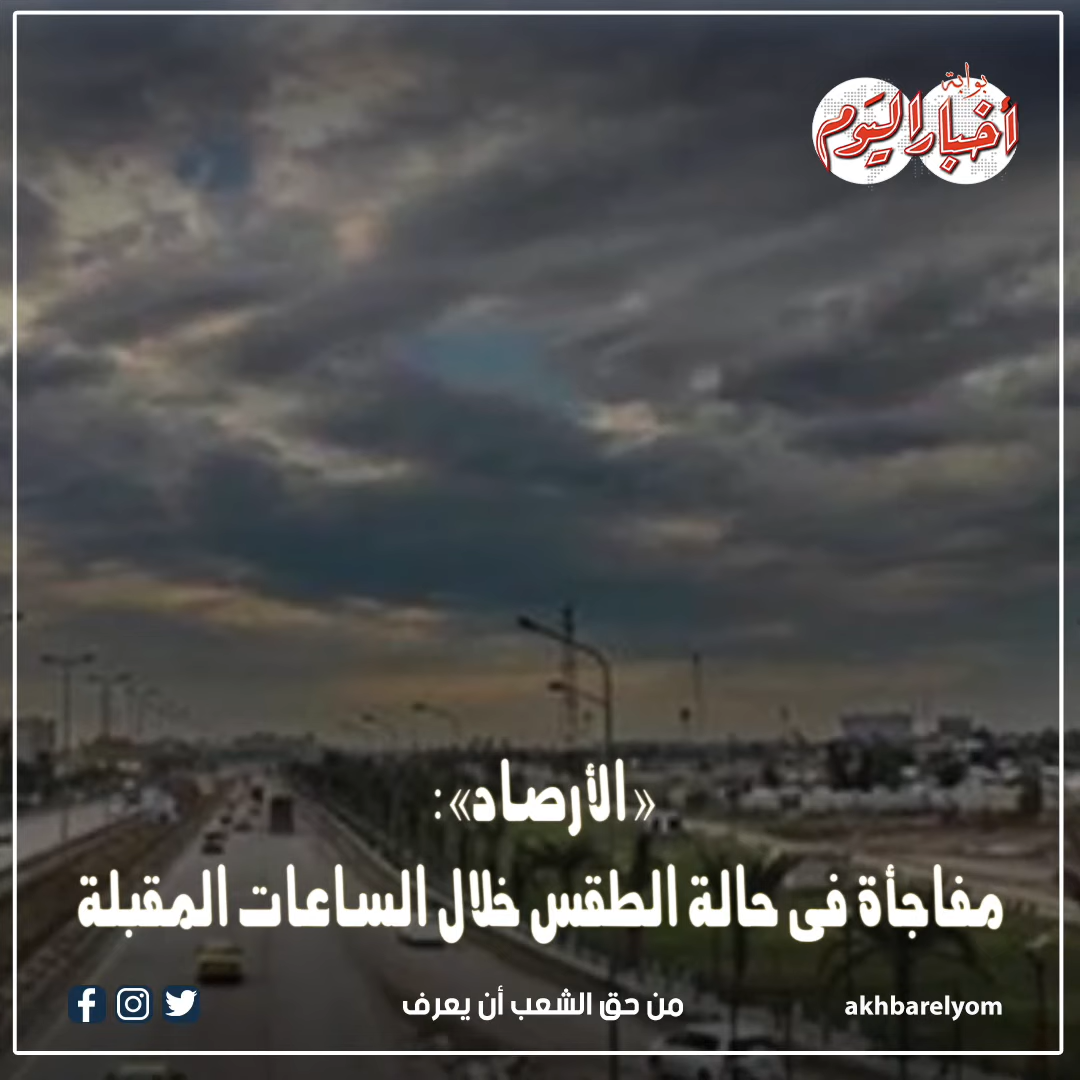 بوابة
أخبار اليوم
«الأرصاد»:
مفاجأة فى حالة الطقس خلال الساعات المقبلة
من حق الشعب أن يعرف
akhbarelyom